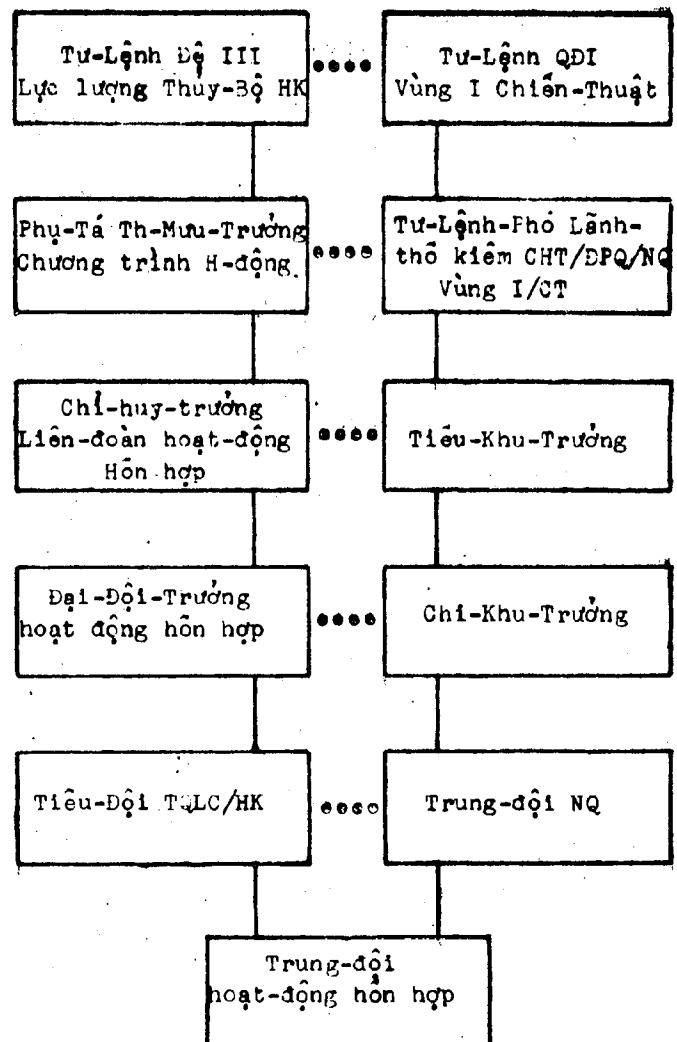 Tư-Lệnh Đệ III
Lực lượng Thủy-Bộ HK
Tư-Lệnh QĐI
Vùng I Chiến-Thuật
Phụ-Tá Th-Mưu-Trưởng
Chương trình H-động
Tư-Lệnh-Phó Lãnh-
thổ kiêm CHT/ĐPQ/NQ
Vùng I/CT
Chỉ-huy-trưởng
Liên-đoàn hoạt-động
Hỗn hợp
Tiểu-Khu-Trưởng
Đại-Đội-Trưởng
hoạt động hỗn hợp
Chi-Khu-Trưởng
Tiểu-Đội TQLC/HK
Trung-đội NQ
Trung-đội
hoạt-động hỗn hợp